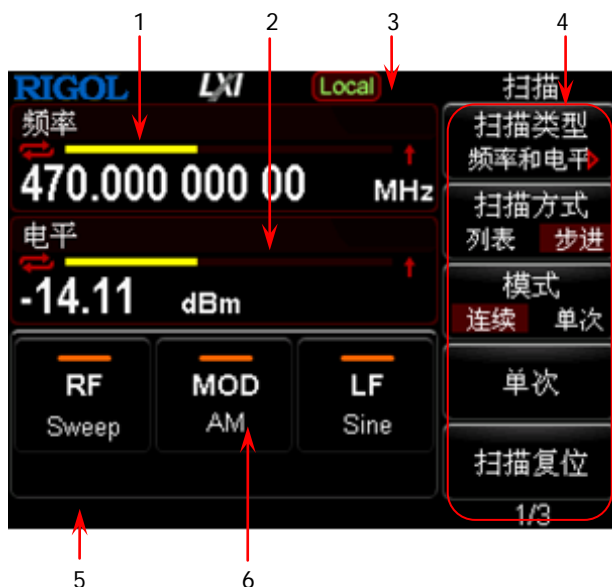 1 2 3 4
RIGOL LXI Local 扫描
频率
470.000 000 00 MHz
电平
-14.11 dBm
RF MOD LF
Sweep AM Sine
扫描类型
频率和电平
扫描方式
列表 步进
模式
连续 单次
单次
扫描复位
1/3
5 6